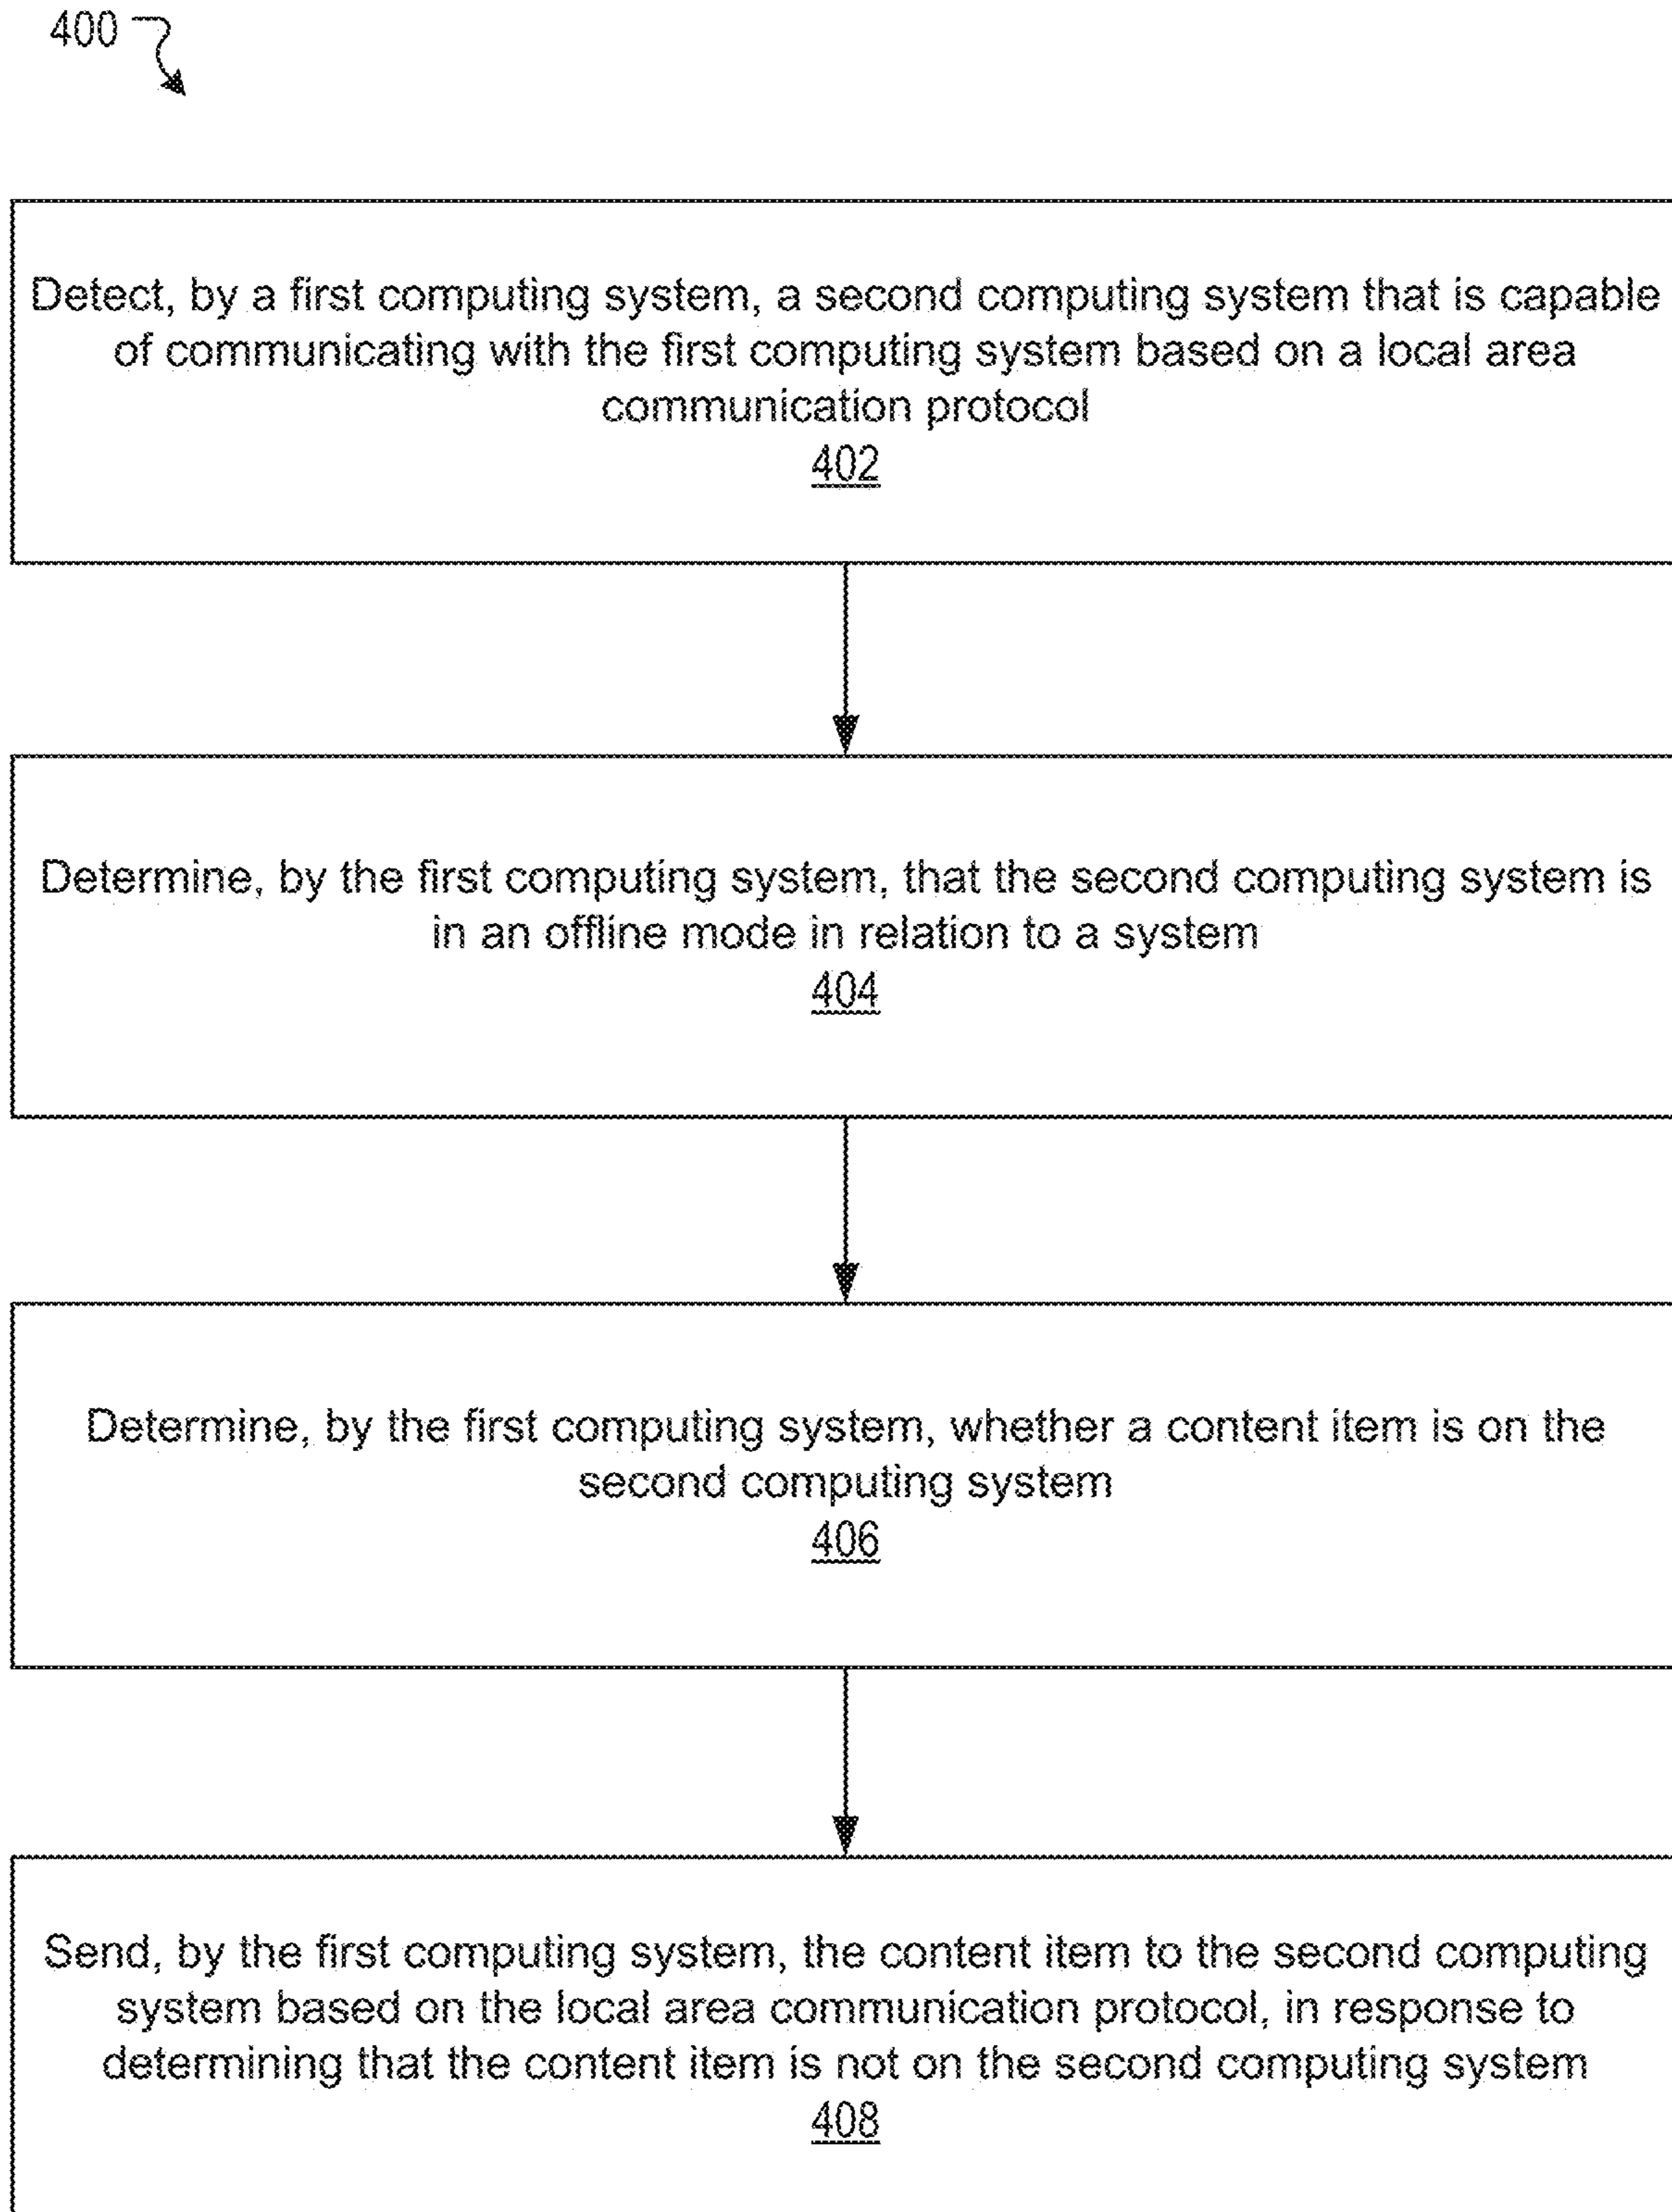 400
Detect, by a first computing system, a second computing system that is capable
of communicating with the first computing system based on a local area
communication protocol
402
Determine, by the first computing system, that the second computing system is
in an offline mode in relation to a system
404
Determine, by the first computing system, whether a content item is on the
second computing system
406
Send, by the first computing system, the content item to the second computing
system based on the local area communication protocol, in response to
determining that the content item is not on the second computing system
408